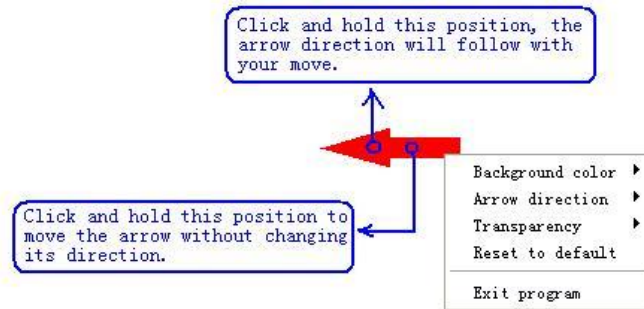 Click and hold this position, the
arrow direction will follow with
your move.
Click and hold this position to
move the arrow without changing
its direction.
Background color
Arrow direction
Transparency
Reset to default
Exit program